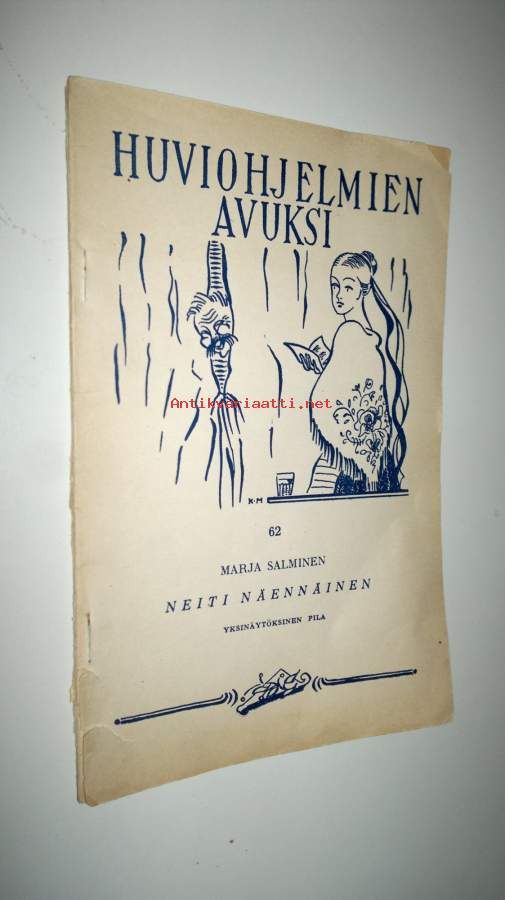 HUVIOHJELMIEN
AVUKSI
Antikvariaatti.net
K·M
62
MARJA SALMINEN
NEITI NÄENNÄINEN
YKSINÄYTÖKSINEN PILA